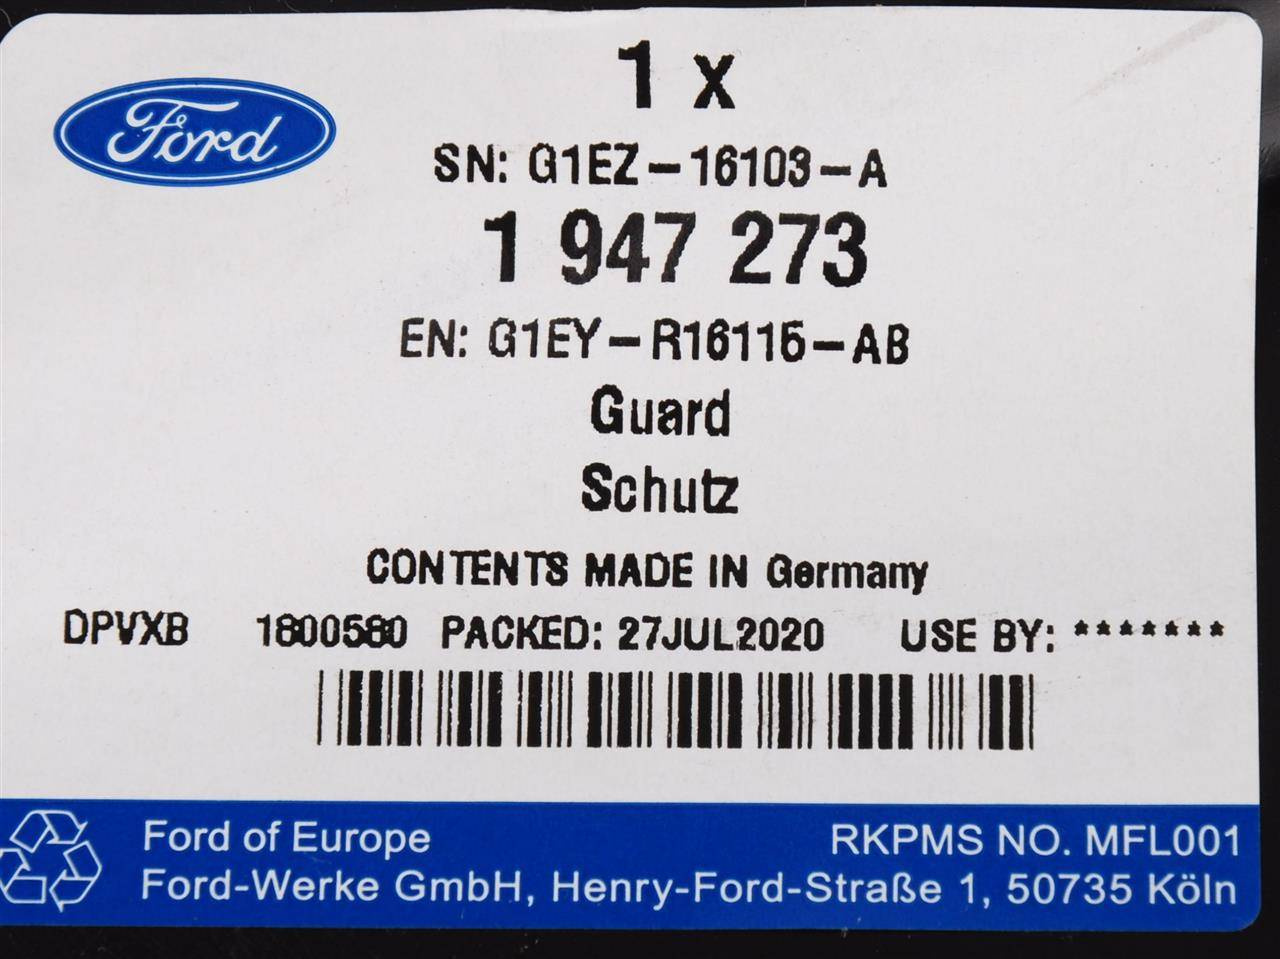 Ford
1 x
SN: G1EZ-16103-A
1 947 273
EN: G1EY-R16115-AB
Guard
Schutz
CONTENTS MADE IN Germany
DPVXB 1800580 PACKED: 27JUL2020 USE BY: *******
Ford of Europe RKPMS NO. MFL001
Ford-Werke GmbH, Henry-Ford-Straße 1, 50735 Köln